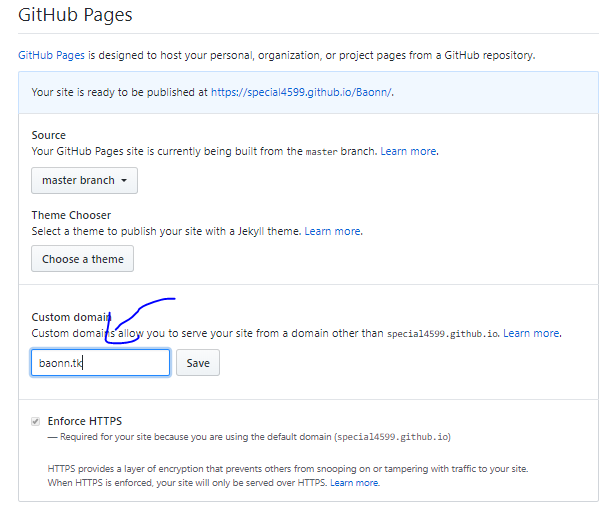 GitHub Pages
GitHub Pages is designed to host your personal, organization, or project pages from a GitHub repository.
Your site is ready to be published at https://special4599.github.io/Baonn/.
Source
Your GitHub Pages site is currently being built from the master branch. Learn more.
master branch
Theme Chooser
Select a theme to publish your site with a Jekyll theme. Learn more.
Choose a theme
Custom domain
Custom domains allow you to serve your site from a domain other than special4599.github.io. Learn more.
baonn.tk
Save
Enforce HTTPS
— Required for your site because you are using the default domain (special4599.github.io)
HTTPS provides a layer of encryption that prevents others from snooping on or tampering with traffic to your site.
When HTTPS is enforced, your site will only be served over HTTPS. Learn more.